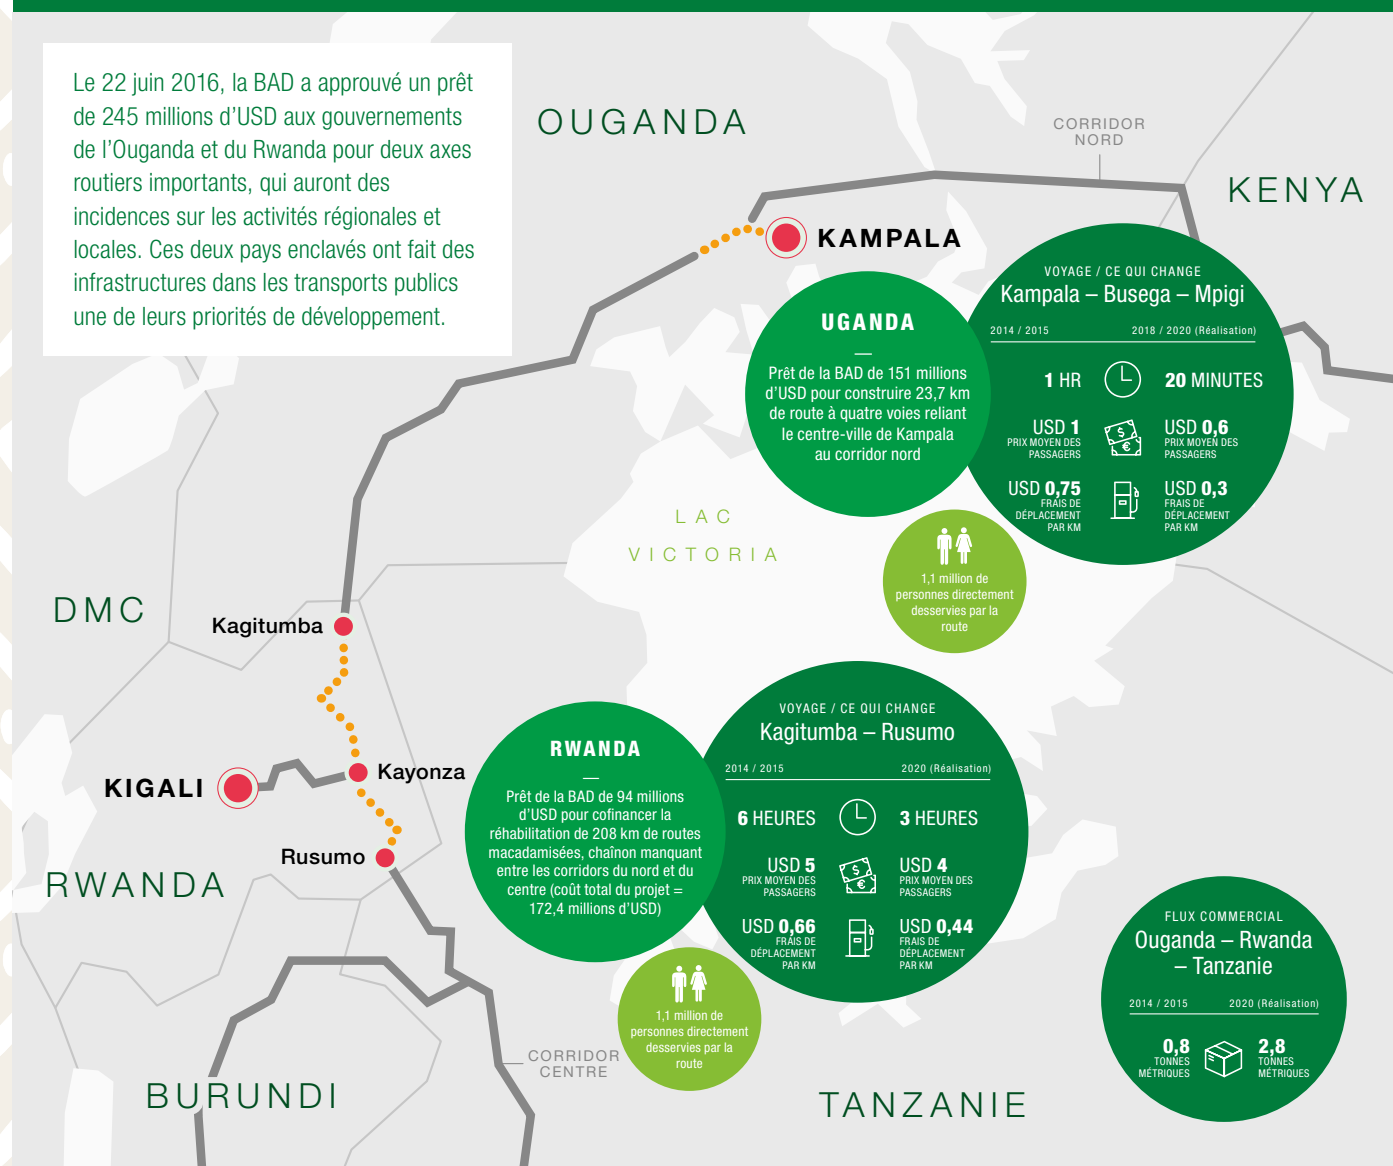 Le 22 juin 2016, la BAD a approuvé un prêt
de 245 millions d’USD aux gouvernements
de l’Ouganda et du Rwanda pour deux axes
routiers importants, qui auront des
incidences sur les activités régionales et
locales. Ces deux pays enclavés ont fait des
infrastructures dans les transports publics
une de leurs priorités de développement.
OUGANDA
CORRIDOR
NORD
KENYA
KAMPALA
UGANDA
—
Prêt de la BAD de 151 millions
d’USD pour construire 23,7 km
de route à quatre voies reliant
le centre-ville de Kampala
au corridor nord
VOYAGE / CE QUI CHANGE
Kampala – Busega – Mpigi
2014 / 2015 2018 / 2020 (Réalisation)
1 HR 20 MINUTES
USD 1 USD 0,6
PRIX MOYEN DES PRIX MOYEN DES
PASSAGERS PASSAGERS
USD 0,75 USD 0,3
FRAIS DE FRAIS DE
DÉPLACEMENT DÉPLACEMENT
PAR KM PAR KM
1,1 million de
personnes directement
desservies par la
route
LAC
VICTORIA
DMC
Kagitumba
KIGALI
Kayonza
Rusumo
RWANDA
RWANDA
—
Prêt de la BAD de 94 millions
d’USD pour cofinancer la
réhabilitation de 208 km de routes
macadamisées, chaînon manquant
entre les corridors du nord et du
centre (coût total du projet =
172,4 millions d’USD)
VOYAGE / CE QUI CHANGE
Kagitumba – Rusumo
2014 / 2015 2020 (Réalisation)
6 HEURES 3 HEURES
USD 5 USD 4
PRIX MOYEN DES PRIX MOYEN DES
PASSAGERS PASSAGERS
USD 0,66 USD 0,44
FRAIS DE FRAIS DE
DÉPLACEMENT DÉPLACEMENT
PAR KM PAR KM
1,1 million de
personnes directement
desservies par la
route
FLUX COMMERCIAL
Ouganda – Rwanda
– Tanzanie
2014 / 2015 2020 (Réalisation)
0,8 2,8
TONNES TONNES
MÉTRIQUES MÉTRIQUES
CORRIDOR
CENTRE
BURUNDI
TANZANIE